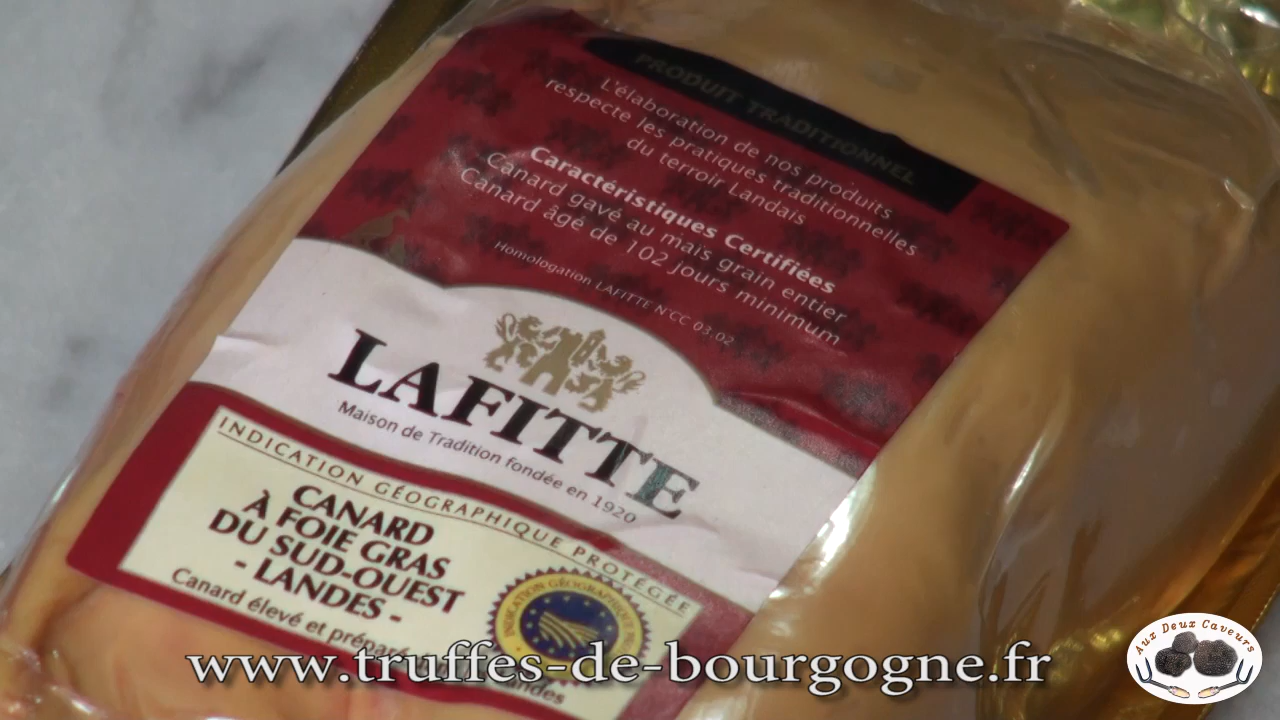 PRODUIT TRADITIONNEL
L'élaboration de nos produits
respecte les pratiques traditionnelles
du terroir Landais
Caractéristiques Certifiées
Canard gavé au maïs grain entier
Canard âgé de 102 jours minimum
Homologation LAFITTE N°CC 03.02
LAFITTE
Maison de Tradition fondée en 1920
INDICATION GÉOGRAPHIQUE PROTÉGÉE
CANARD
À FOIE GRAS
DU SUD-OUEST
- LANDES -
Canard élevé et préparé
INDICATION GÉOGRAPHIQUE
www.truffes-de-bourgogne.fr
Aux Deux Caveurs